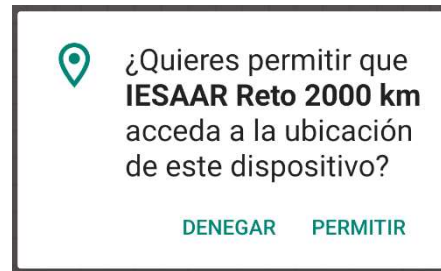 ¿Quieres permitir que
IESAAR Reto 2000 km
acceda a la ubicación
de este dispositivo?
DENEGAR PERMITIR